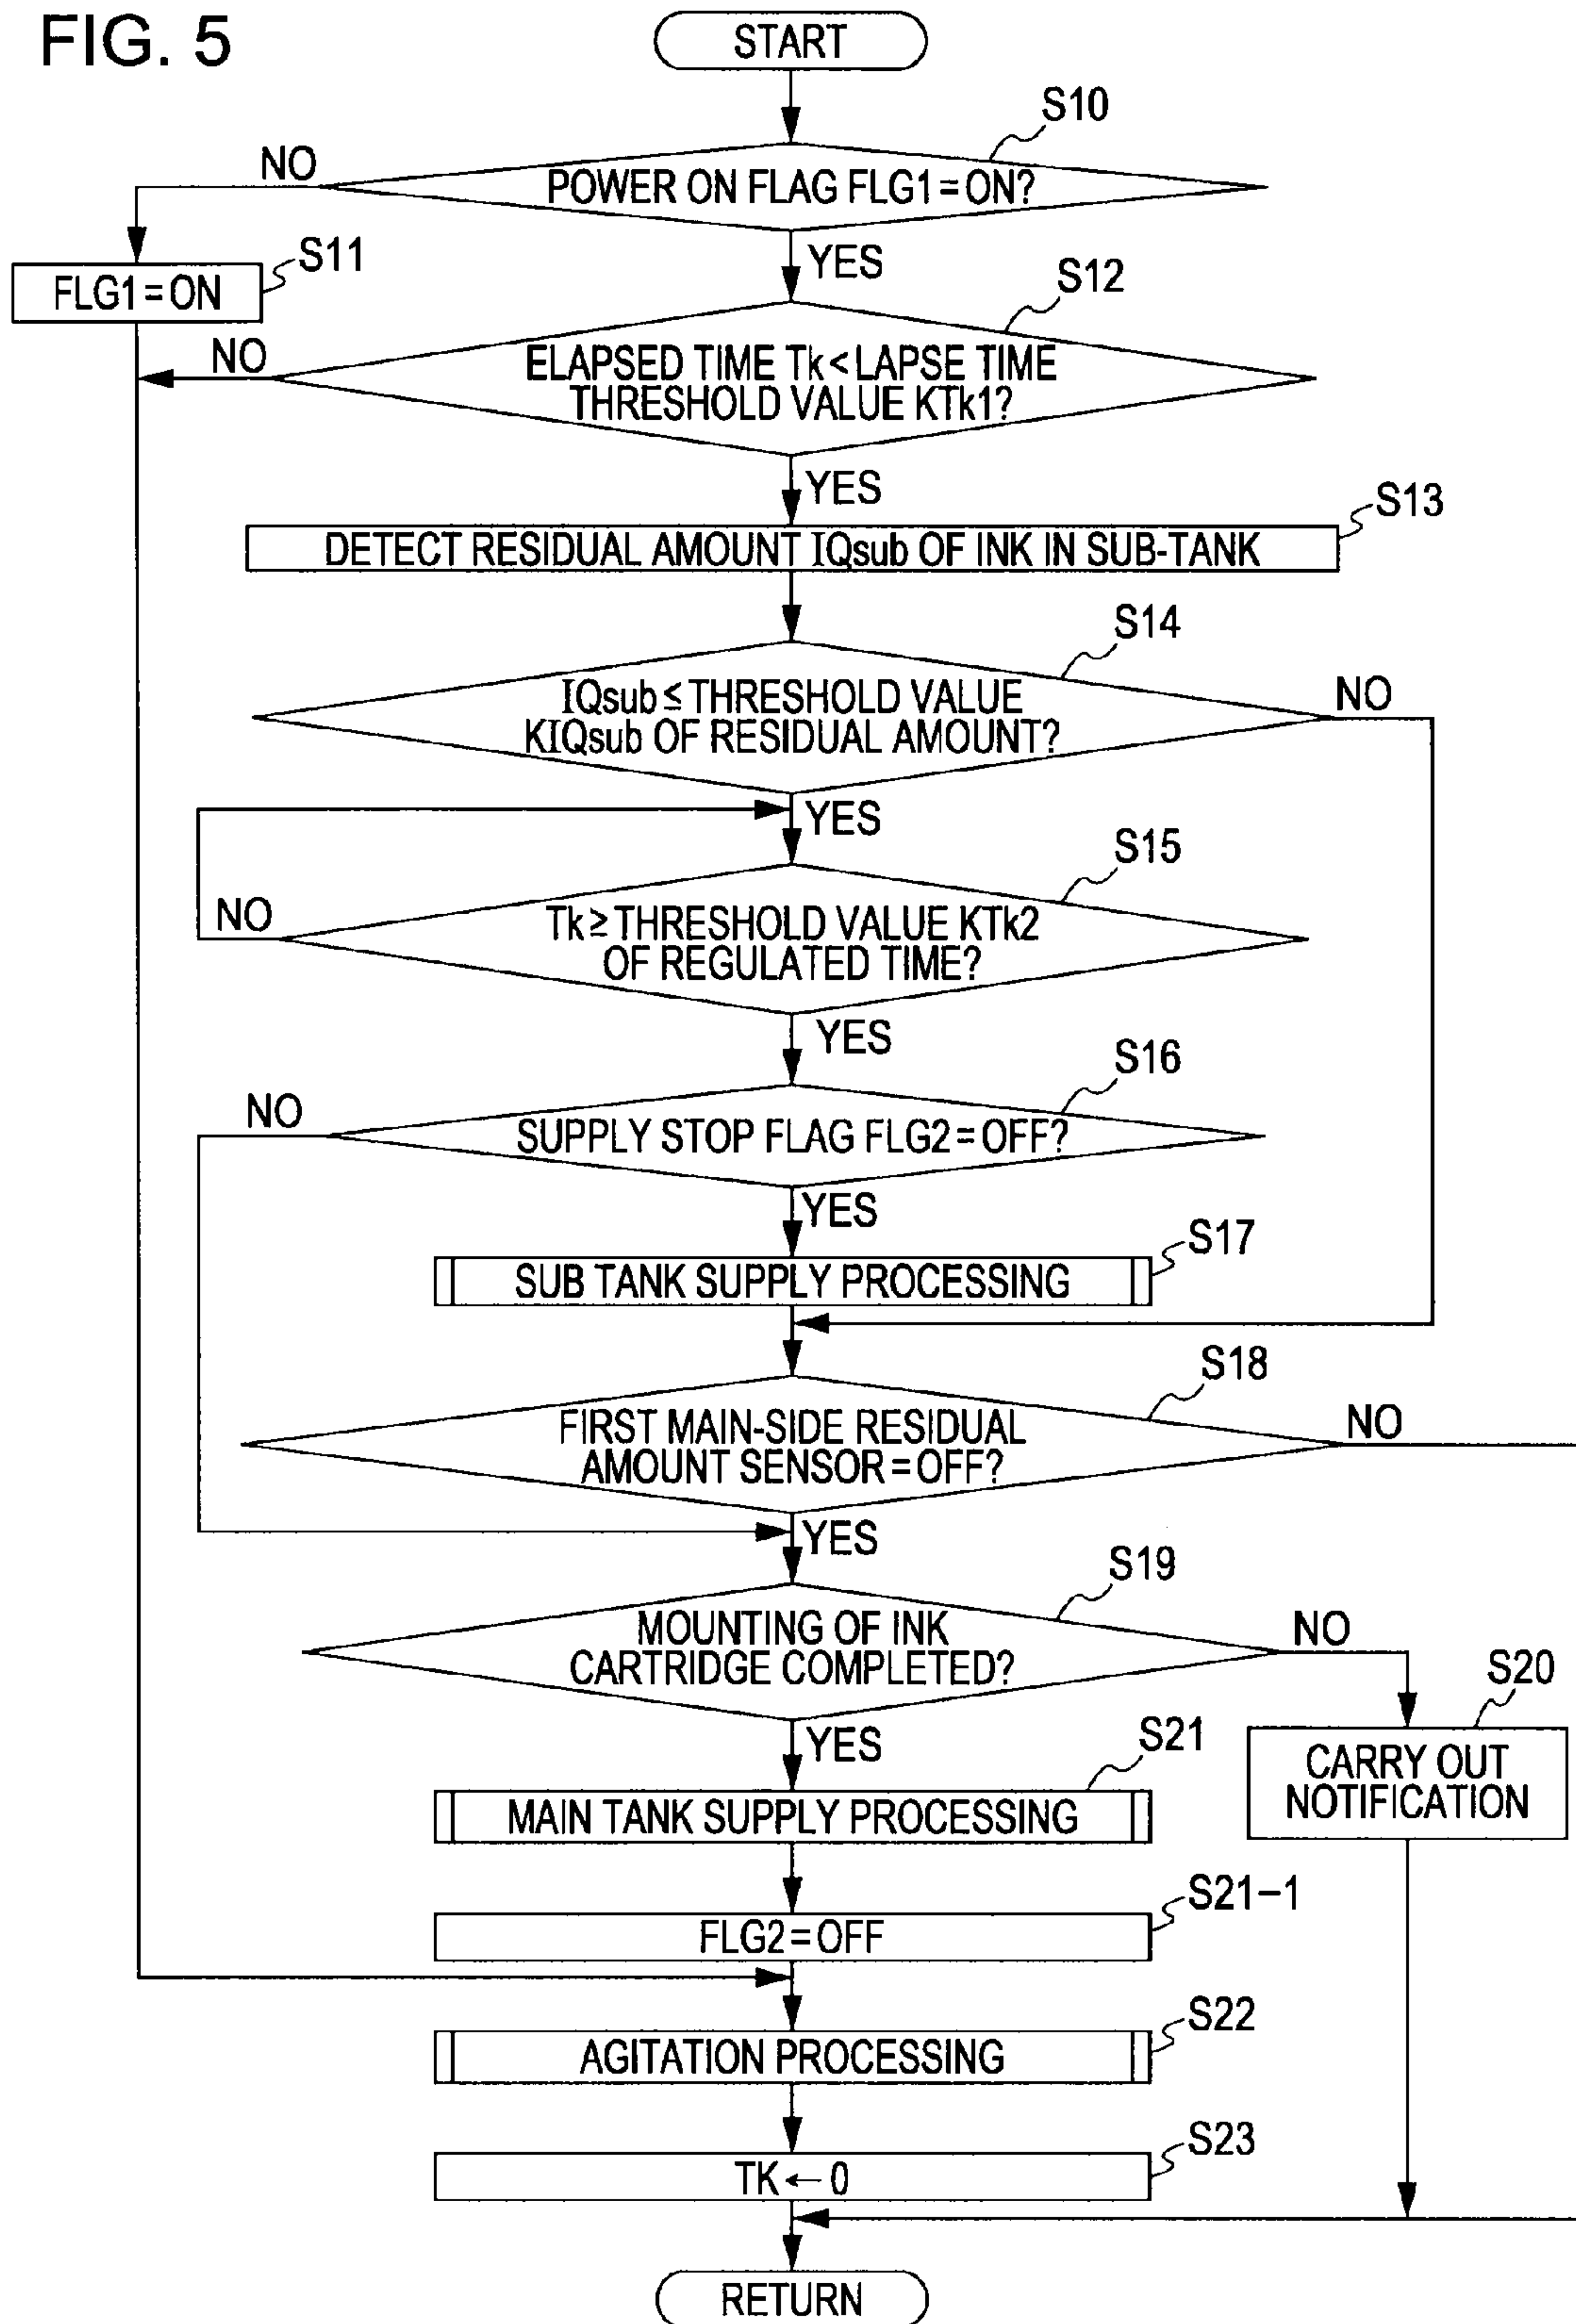 FIG. 5
START
S10
NO
POWER ON FLAG FLG1=ON?
YES
S11
FLG1=ON
S12
NO
ELAPSED TIME Tk<LAPSE TIME
THRESHOLD VALUE KTk1?
YES
S13
DETECT RESIDUAL AMOUNT IQsub OF INK IN SUB-TANK
S14
IQsub≤THRESHOLD VALUE
KIQsub OF RESIDUAL AMOUNT?
NO
YES
S15
NO
Tk≥THRESHOLD VALUE KTk2
OF REGULATED TIME?
YES
S16
NO
SUPPLY STOP FLAG FLG2=OFF?
YES
S17
SUB TANK SUPPLY PROCESSING
S18
FIRST MAIN-SIDE RESIDUAL
AMOUNT SENSOR=OFF?
NO
YES
S19
MOUNTING OF INK
CARTRIDGE COMPLETED?
NO
S20
CARRY OUT
NOTIFICATION
YES
S21
MAIN TANK SUPPLY PROCESSING
S21-1
FLG2=OFF
S22
AGITATION PROCESSING
S23
TK←0
RETURN